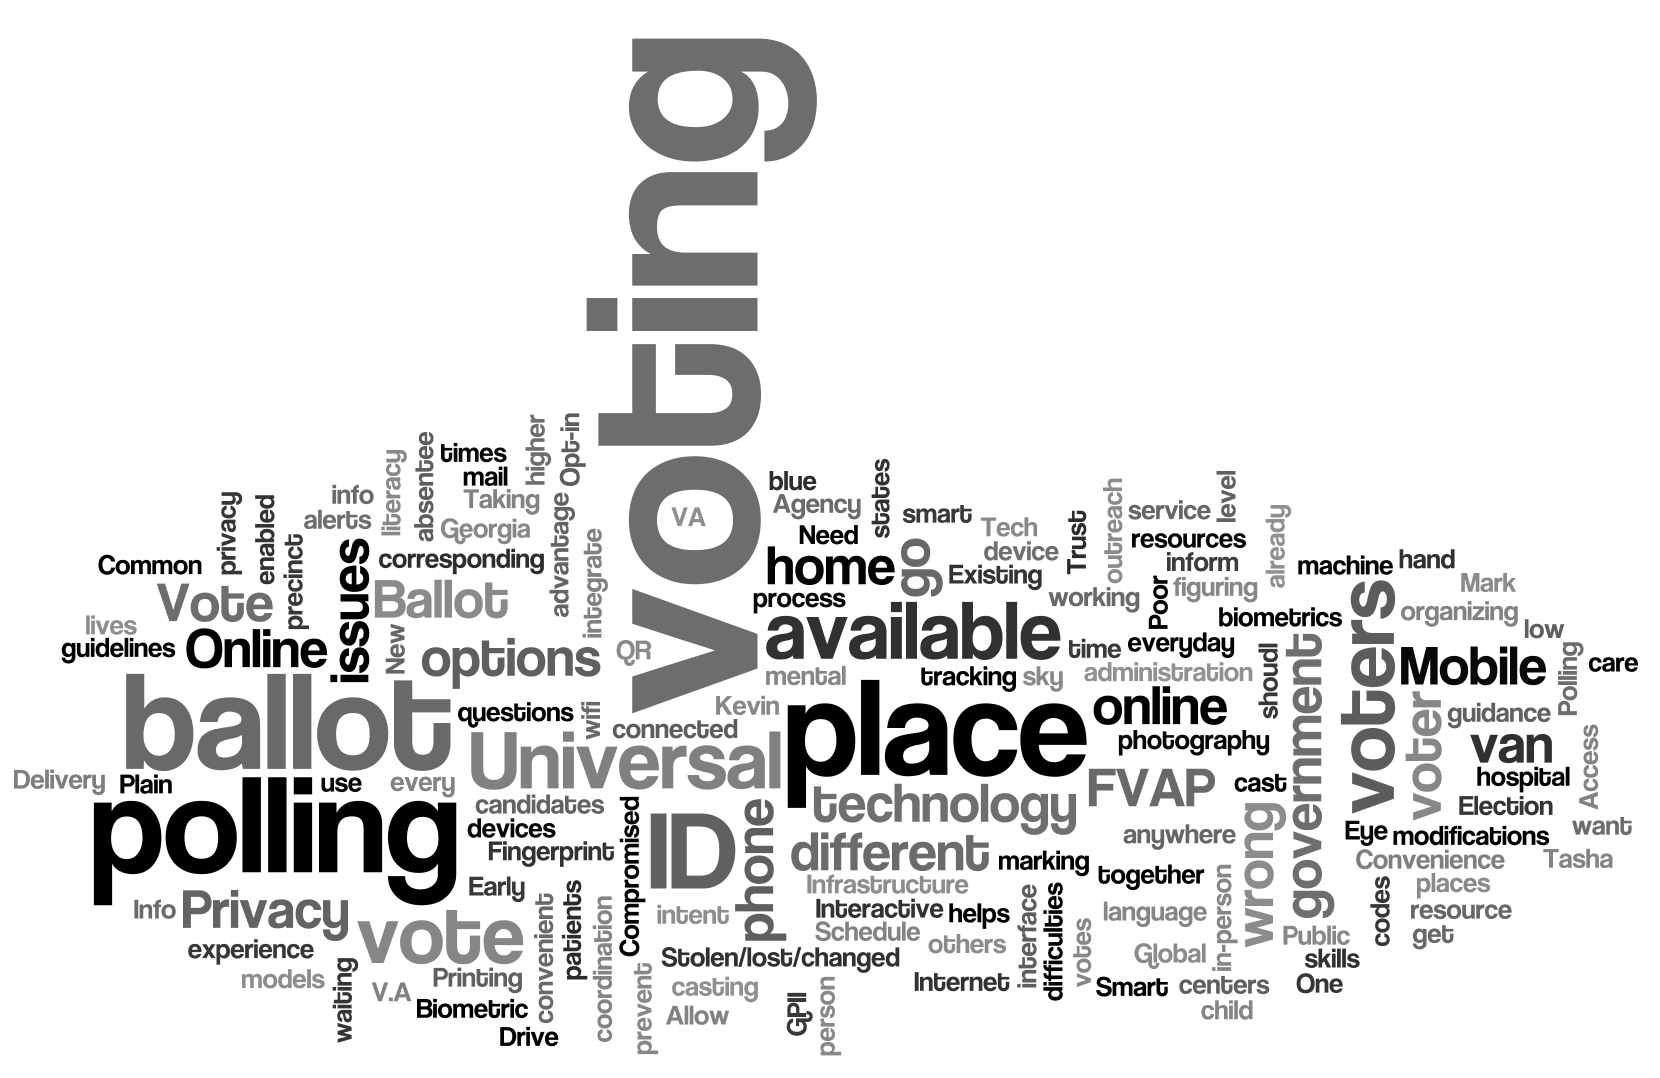 voting
VA
times
mail
higher
Opt-in
absentee
literacy
Taking
Georgia
info
alerts
privacy
enabled
precinct
advantage
integrate
blue
Agency
states
Need
smart
Tech
device
Trust
outreach
service
level
resources
inform
already
figuring
Common
issues
corresponding
home
go
Existing
machine
hand
Mark
Vote
Ballot
process
working
Poor
biometrics
organizing
lives
guidelines
Online
New
options
QR
available
time
everyday
shoudl
government
voters
low
Mobile
Polling
care
mental
tracking
sky
administration
ballot
questions
wifi
Kevin
connected
place
online
photography
voter
guidance
van
Access
Universal
Delivery
Plain
use
every
FVAP
cast
hospital
polling
candidates
devices
Fingerprint
Compromised
ID
phone
technology
different
anywhere
wrong
Election
Eye
modifications
want
marking
together
Convenience
Tasha
Early
Infrastructure
places
Info
Privacy
vote
convenient
patients
coordination
intent
Interactive
helps
interface
difficulties
language
in-person
codes
resource
Schedule
others
votes
Public
get
experience
Stolen/lost/changed
Global
skills
models
waiting
V.A
Printing
prevent
casting
Internet
Smart
centers
One
Biometric
Allow
GPII
person
child
Drive